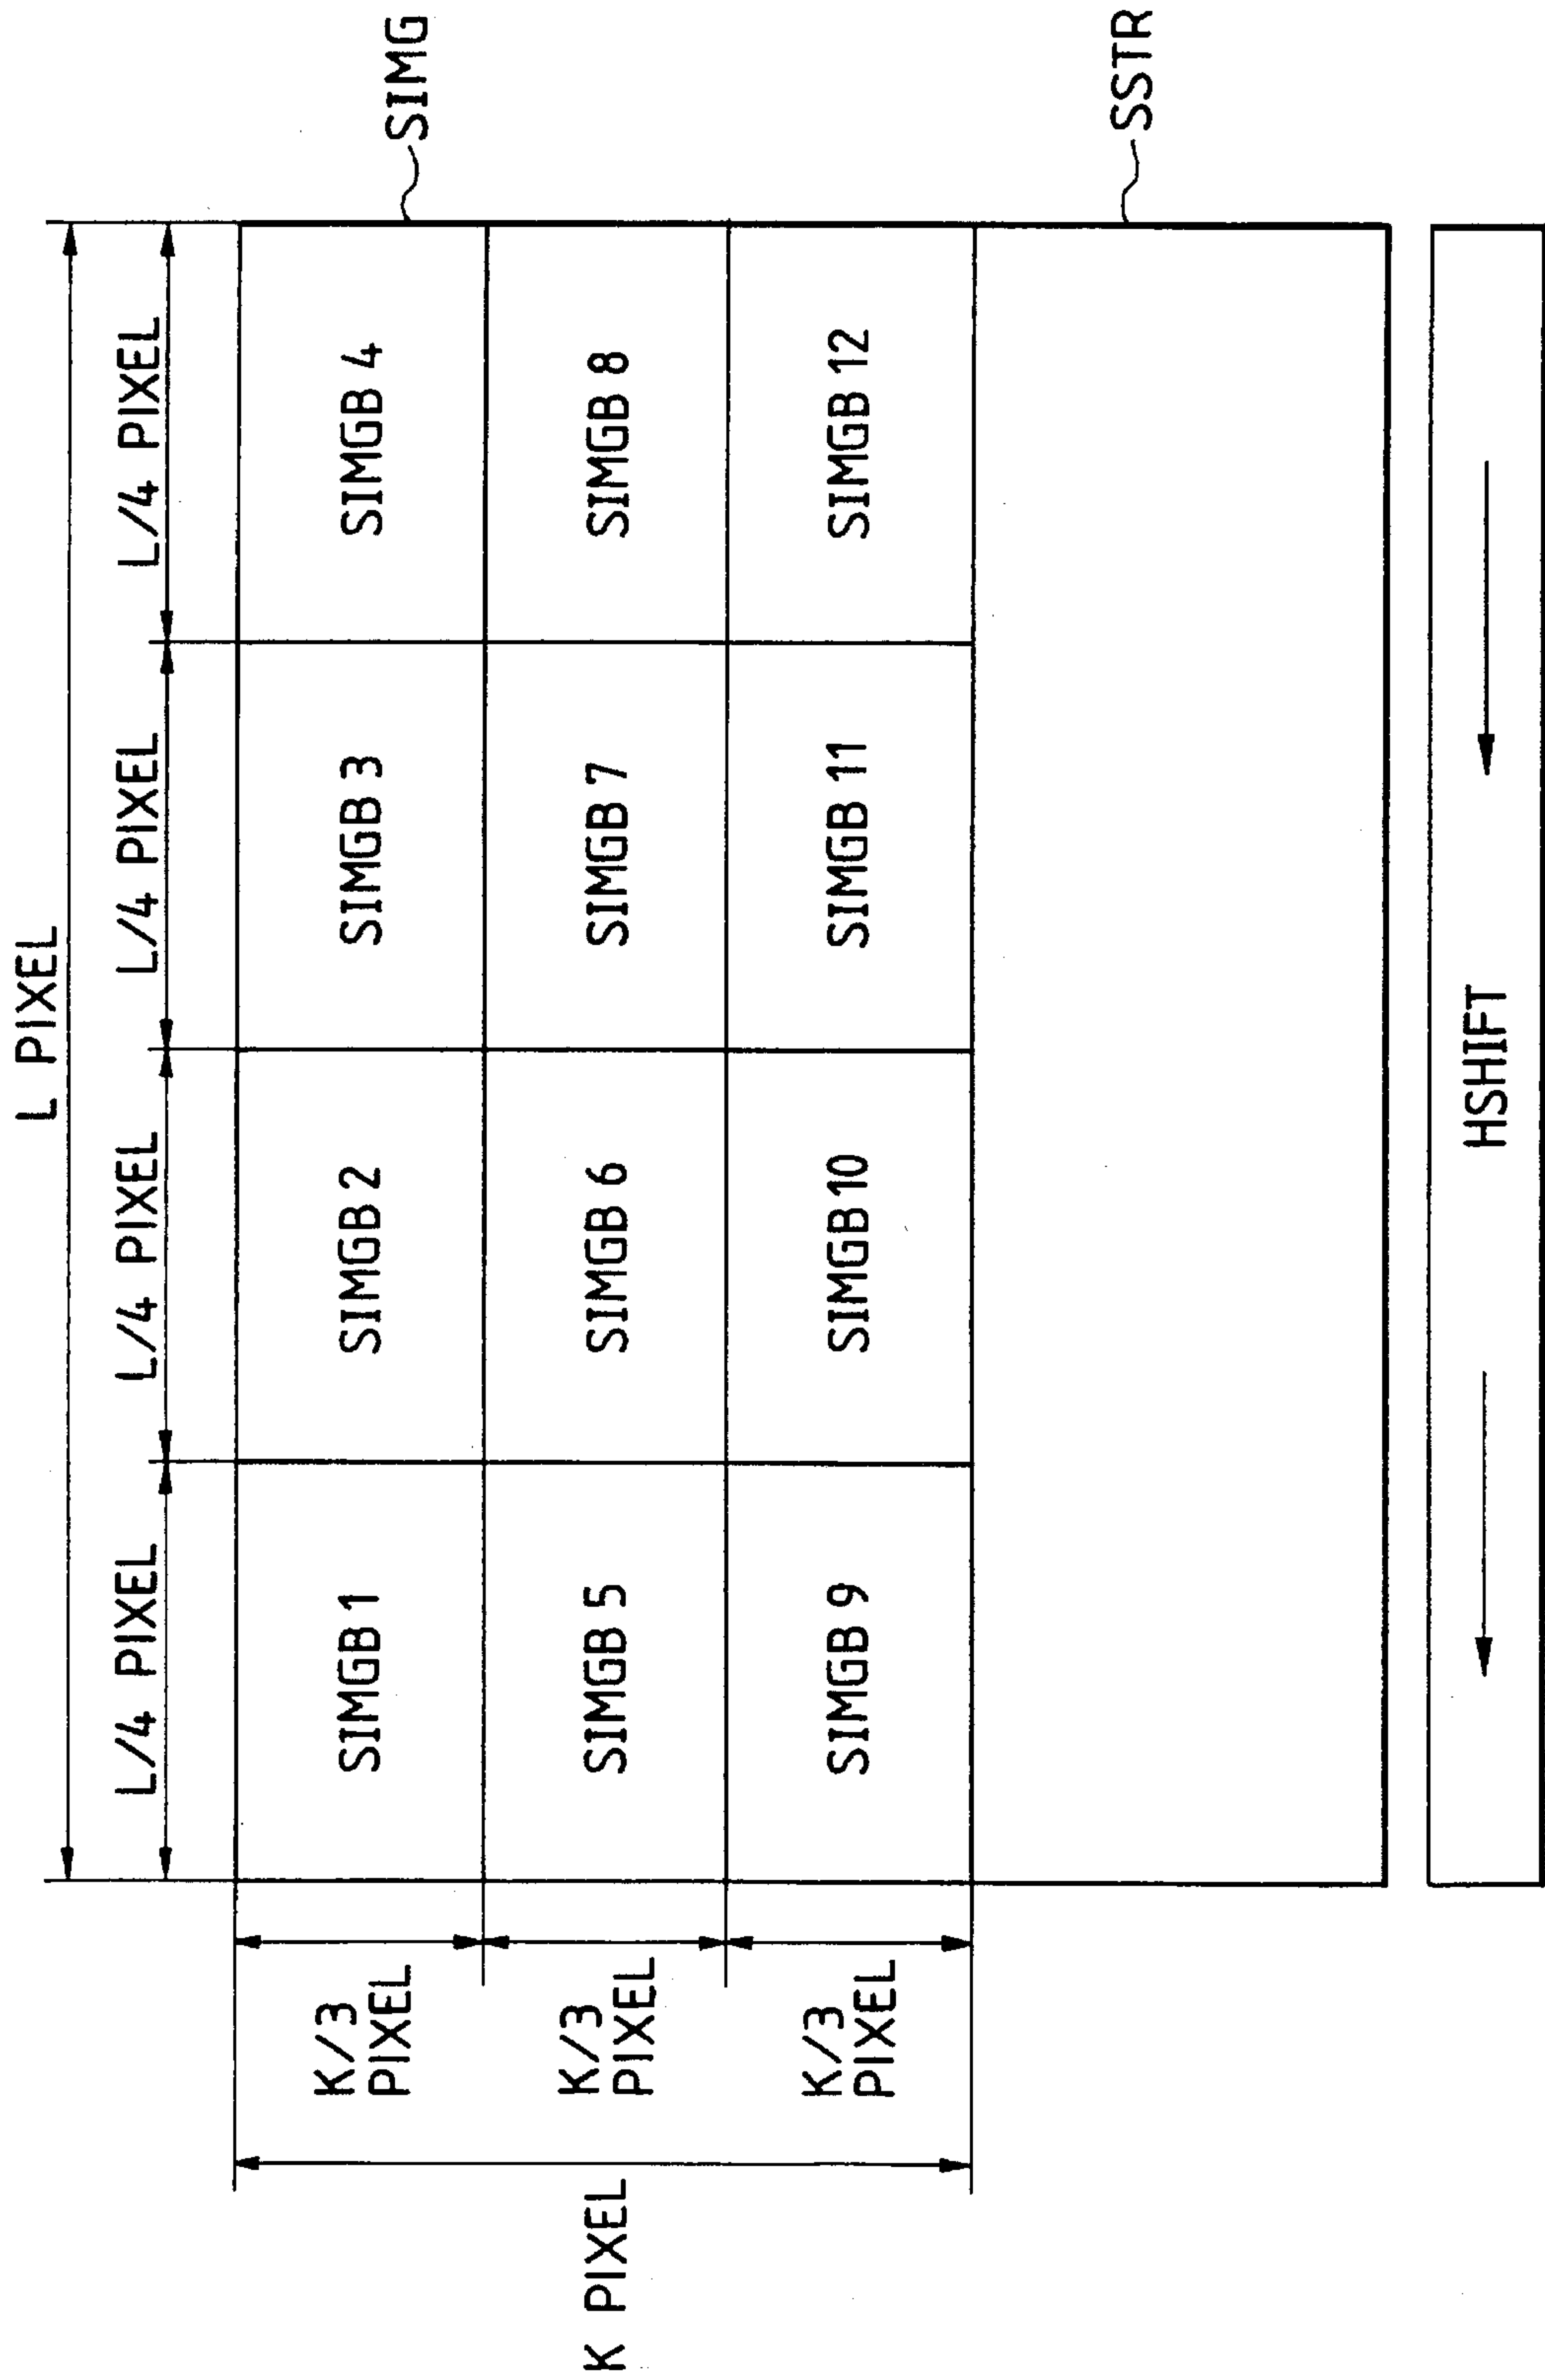 L PIXEL
L/4 PIXEL
L/4 PIXEL
L/4 PIXEL
L/4 PIXEL
K PIXEL
K/3
PIXEL
K/3
PIXEL
K/3
PIXEL
SIMGB 1
SIMGB 2
SIMGB 3
SIMGB 4
SIMG
SIMGB 5
SIMGB 6
SIMGB 7
SIMGB 8
SIMGB 9
SIMGB 10
SIMGB 11
SIMGB 12
SSTR
HSHIFT